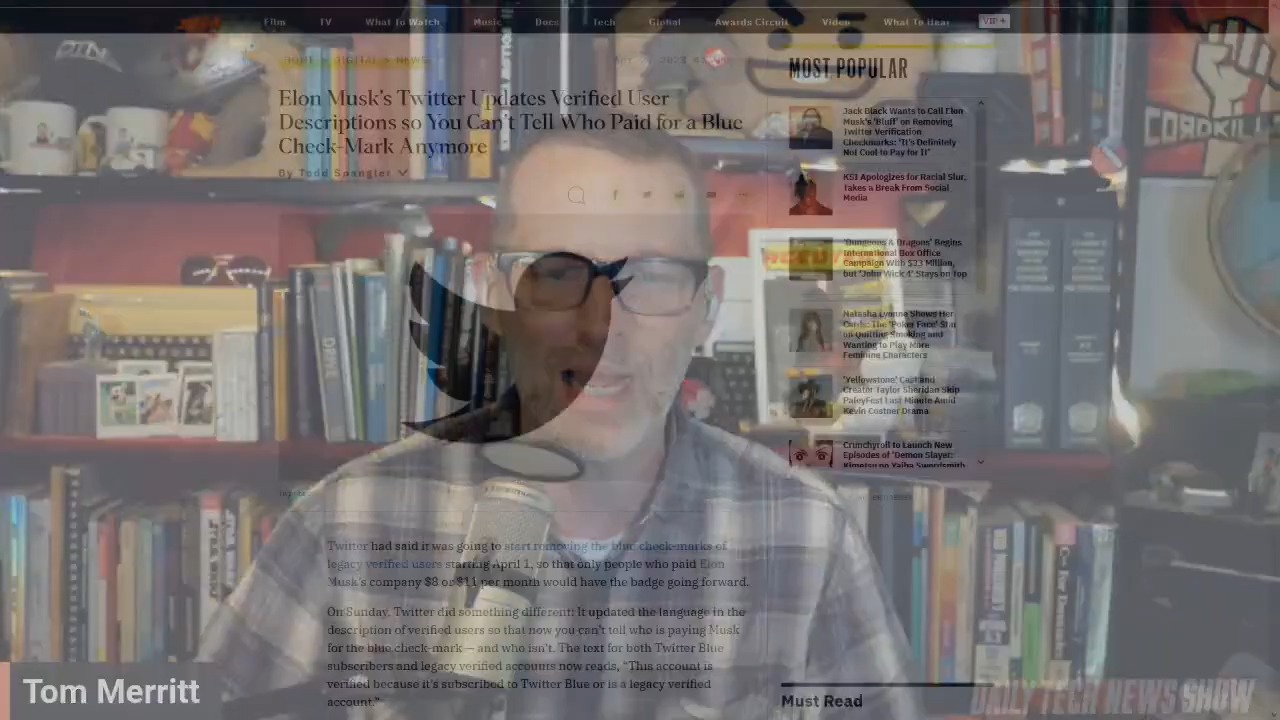 Film TV What To Watch Music Docs Tech Global Awards Circuit Video What To Hear VIP+
HOME > DIGITAL > NEWS
Elon Musk's Twitter Updates Verified User
Descriptions so You Can't Tell Who Paid for a Blue
Check-Mark Anymore
By Todd Spangler
MOST POPULAR
Jack Black Wants to Call Elon
Musk's 'Bluff' on Removing
Twitter Verification
Checkmarks: 'It's Definitely
Not Cool to Pay for It'
KSI Apologizes for Racial Slur,
Takes a Break From Social
Media
'Dungeons & Dragons' Begins
International Box Office
Campaign With $33 Million,
but 'John Wick 4' Stays on Top
Natasha Lyonne Shows Her
Cards: The 'Poker Face' Star
on Quitting Smoking and
Wanting to Play More
Feminine Characters
'Yellowstone' Cast and
Creator Taylor Sheridan Skip
PaleyFest Last Minute Amid
Kevin Costner Drama
Crunchyroll to Launch New
Episodes of 'Demon Slayer:
Kimetsu no Yaiba Swordsmith
Twitter had said it was going to start removing the blue check-marks of
legacy verified users starting April 1, so that only people who paid Elon
Musk's company $8 or $11 per month would have the badge going forward.
On Sunday, Twitter did something different: It updated the language in the
description of verified users so that now you can't tell who is paying Musk
for the blue check-mark — and who isn't. The text for both Twitter Blue
subscribers and legacy verified accounts now reads, "This account is
verified because it's subscribed to Twitter Blue or is a legacy verified
account."
Must Read
DRIVE
CORDKILL
Tom Merritt
DAILY TECH NEWS SHOW